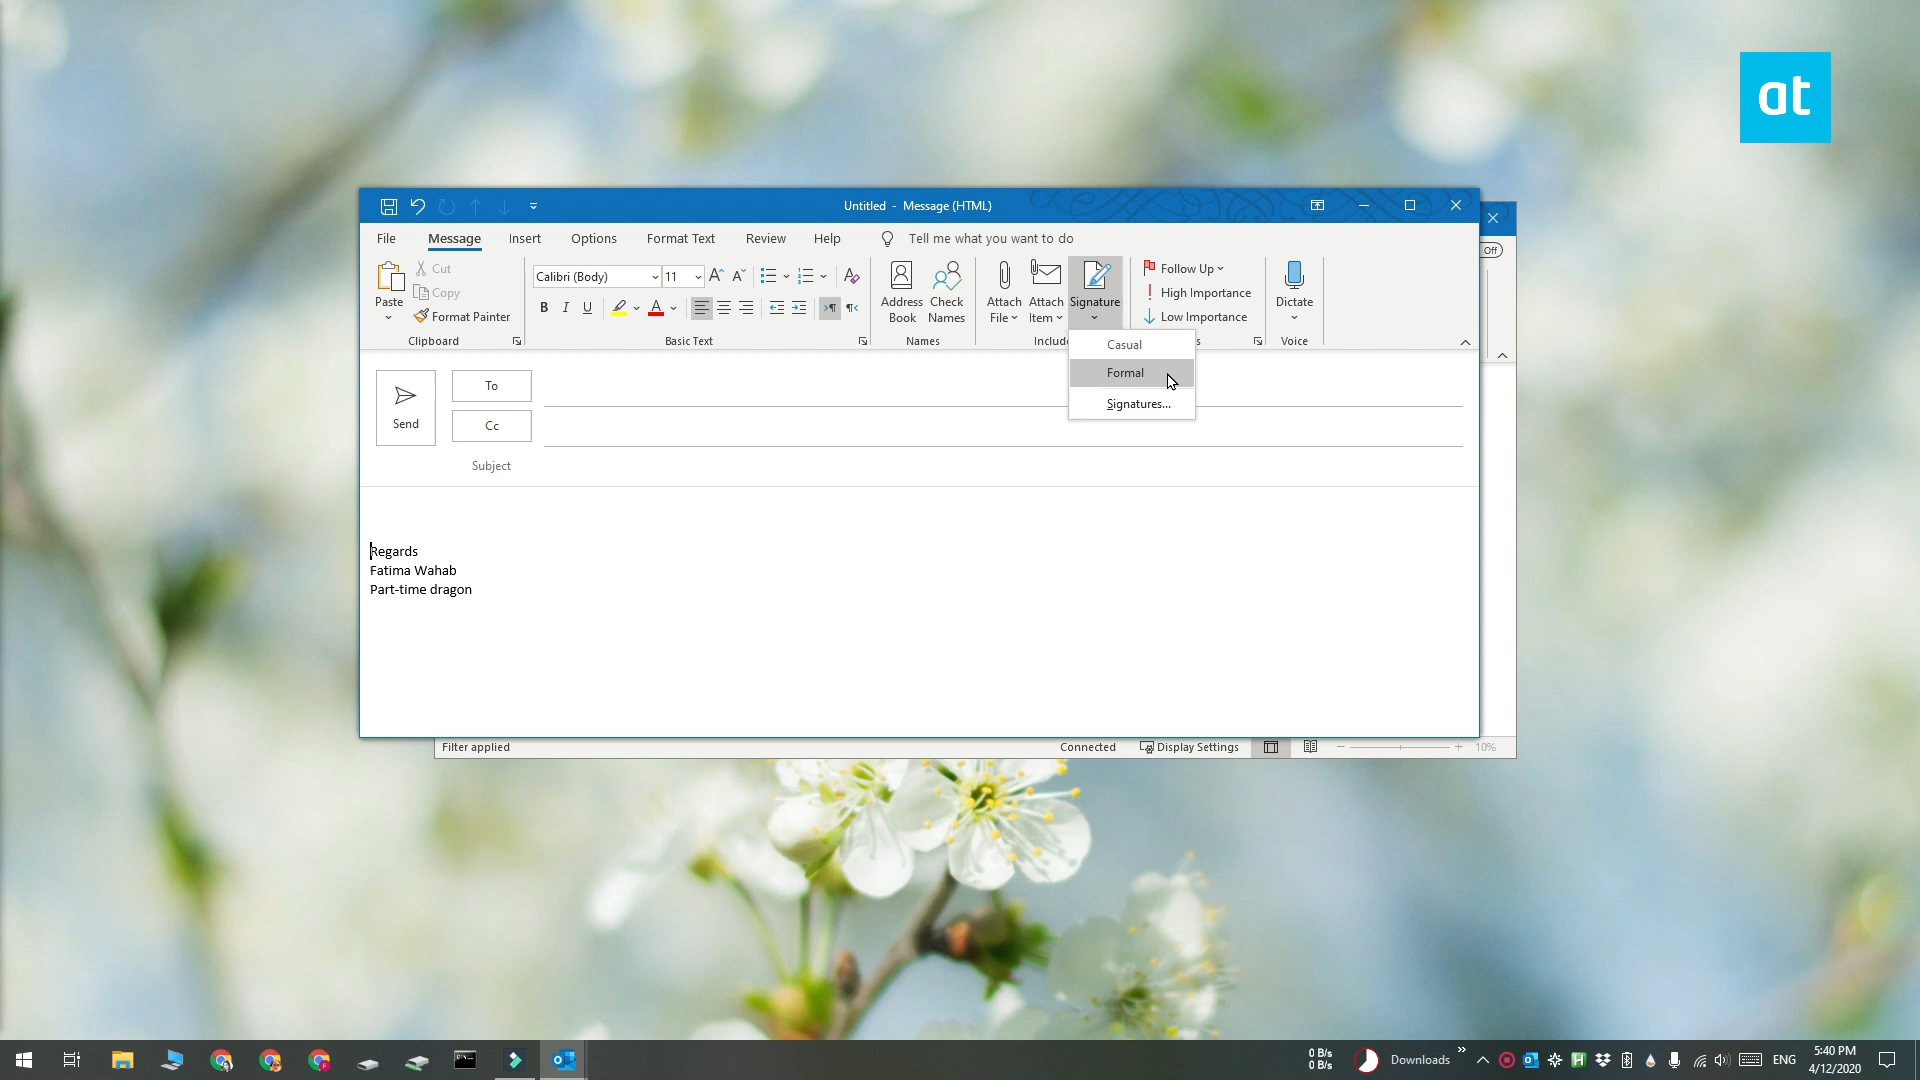 at
Untitled - Message (HTML)
File Message Insert Options Format Text Review Help Tell me what you want to do
Off
Paste
Cut
Copy
Format Painter
Clipboard
Calibri (Body) 11
B I U A
Basic Text
Address Book
Check Names
Names
Attach File
Attach Item
Signature
Includ
Follow Up
High Importance
Low Importance
s
Dictate
Voice
Casual
Formal
Signatures...
Send
To
Cc
Subject
Regards
Fatima Wahab
Part-time dragon
Filter applied
Connected
Display Settings
10%
0 B/s
0 B/s
Downloads
ENG
5:40 PM
4/12/2020